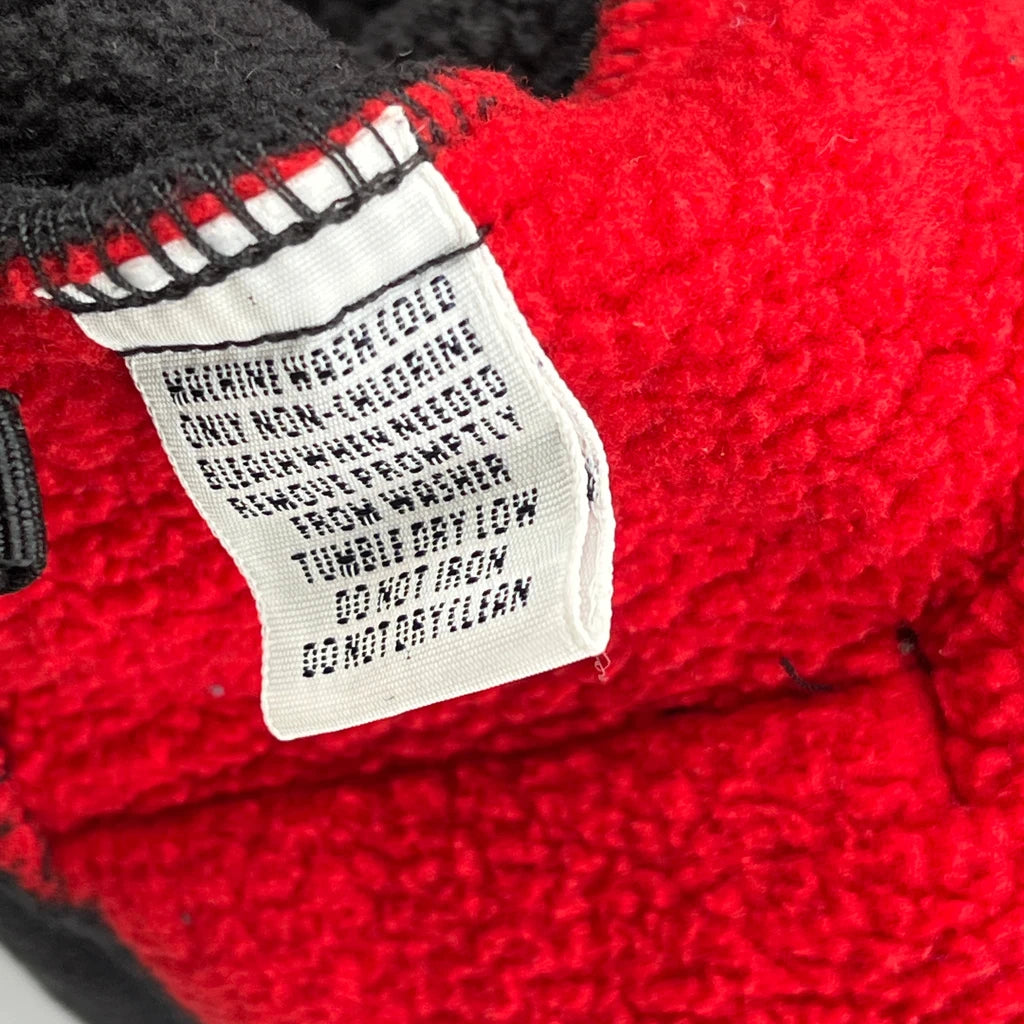 MACHINE WASH COLD
ONLY NON-CHLORINE
BLEACH WHEN NEEDED
REMOVE PROMPTLY
FROM WASHER
TUMBLE DRY LOW
DO NOT IRON
DO NOT DRY CLEAN